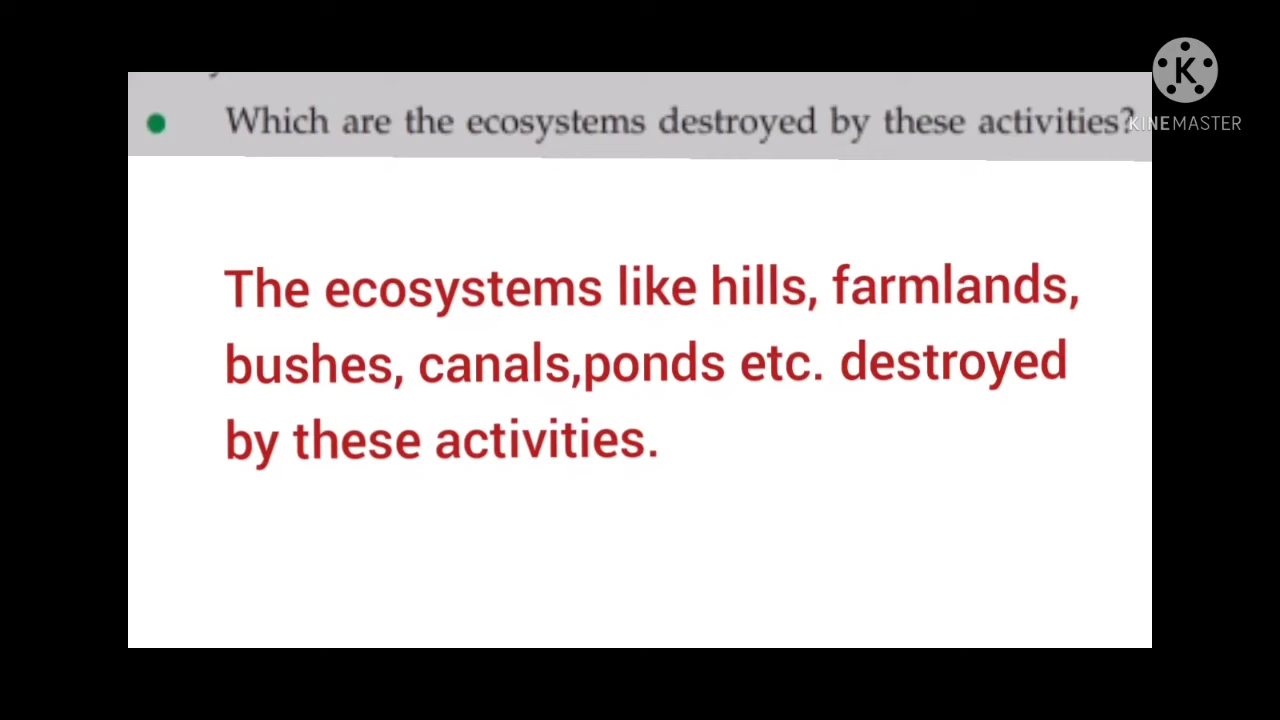 K
KINEMASTER
Which are the ecosystems destroyed by these activities?
The ecosystems like hills, farmlands,
bushes, canals,ponds etc. destroyed
by these activities.